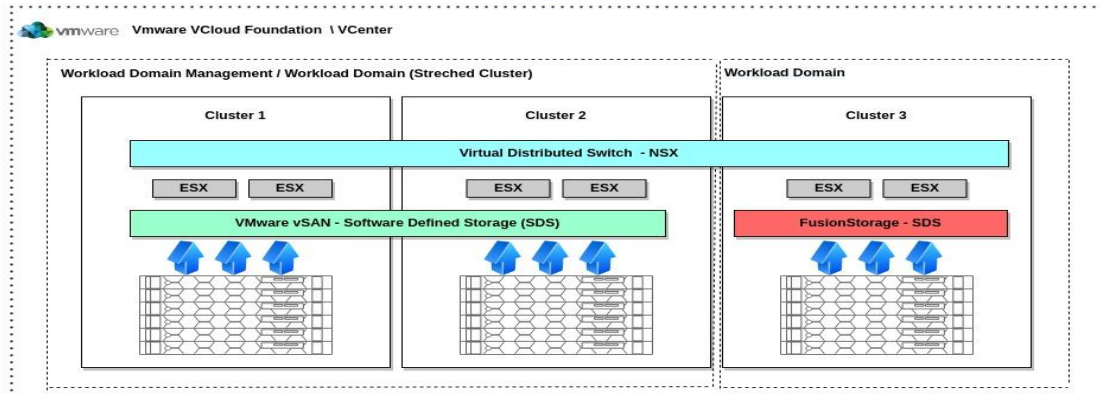 vmware Vmware VCloud Foundation \ VCenter
Workload Domain Management / Workload Domain (Streched Cluster)
Workload Domain
Cluster 1
Cluster 2
Cluster 3
Virtual Distributed Switch - NSX
ESX ESX ESX ESX ESX ESX
VMware vSAN - Software Defined Storage (SDS)
FusionStorage - SDS